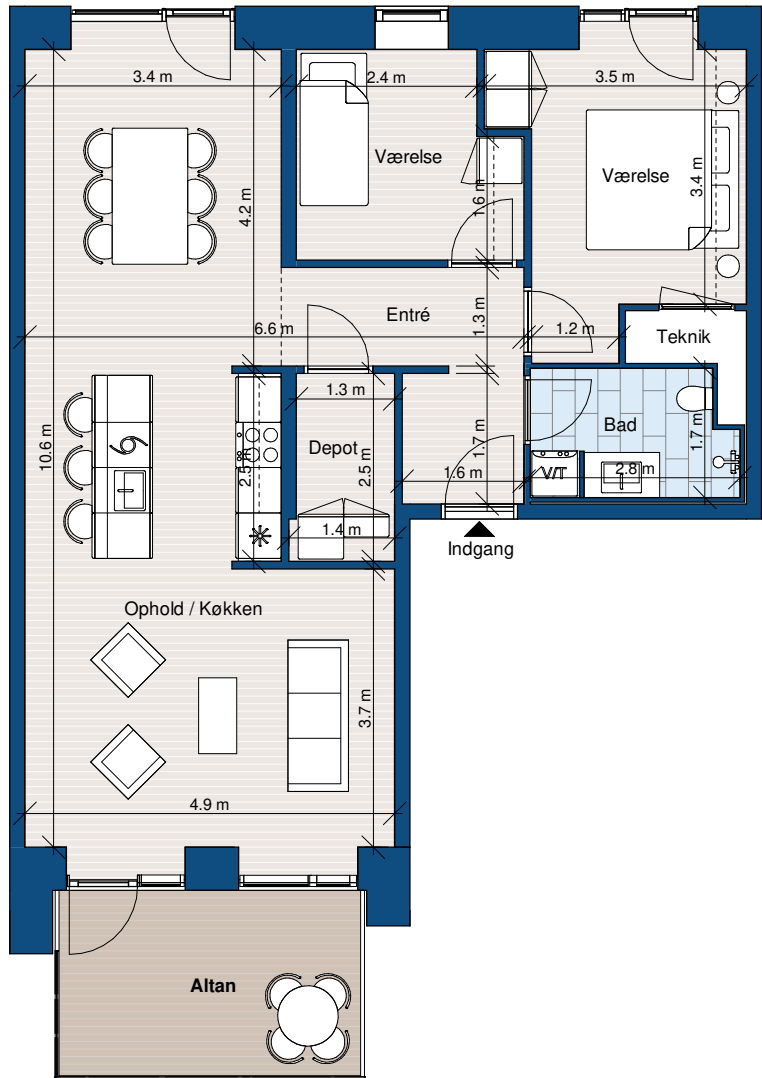 3.4 m
2.4 m
3.5 m
Værelse
Værelse
4.2 m
1.6 m
3.4 m
Entré
6.6 m
1.3 m
1.2 m
Teknik
1.3 m
Depot
Bad
10.6 m
2.5 m
2.5 m
1.7 m
1.7 m
1.6 m
V/T
2.8 m
1.4 m
Indgang
Ophold / Køkken
3.7 m
4.9 m
Altan